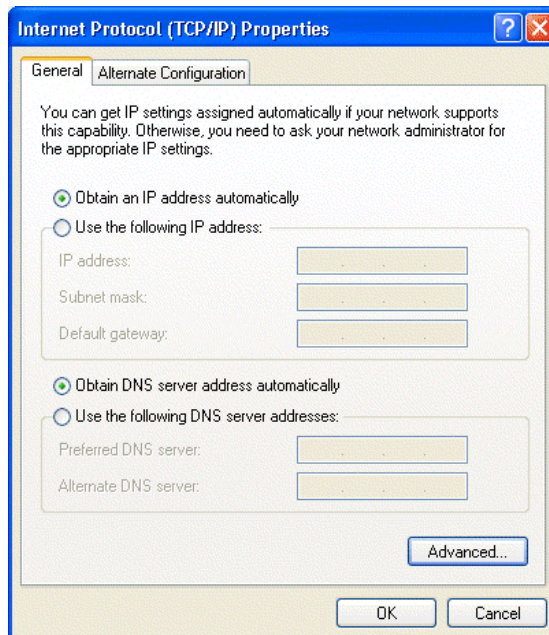 Internet Protocol (TCP/IP) Properties
General
Alternate Configuration
You can get IP settings assigned automatically if your network supports
this capability. Otherwise, you need to ask your network administrator for
the appropriate IP settings.
Obtain an IP address automatically
Use the following IP address:
IP address:
Subnet mask:
Default gateway:
Obtain DNS server address automatically
Use the following DNS server addresses:
Preferred DNS server:
Alternate DNS server:
Advanced...
OK
Cancel